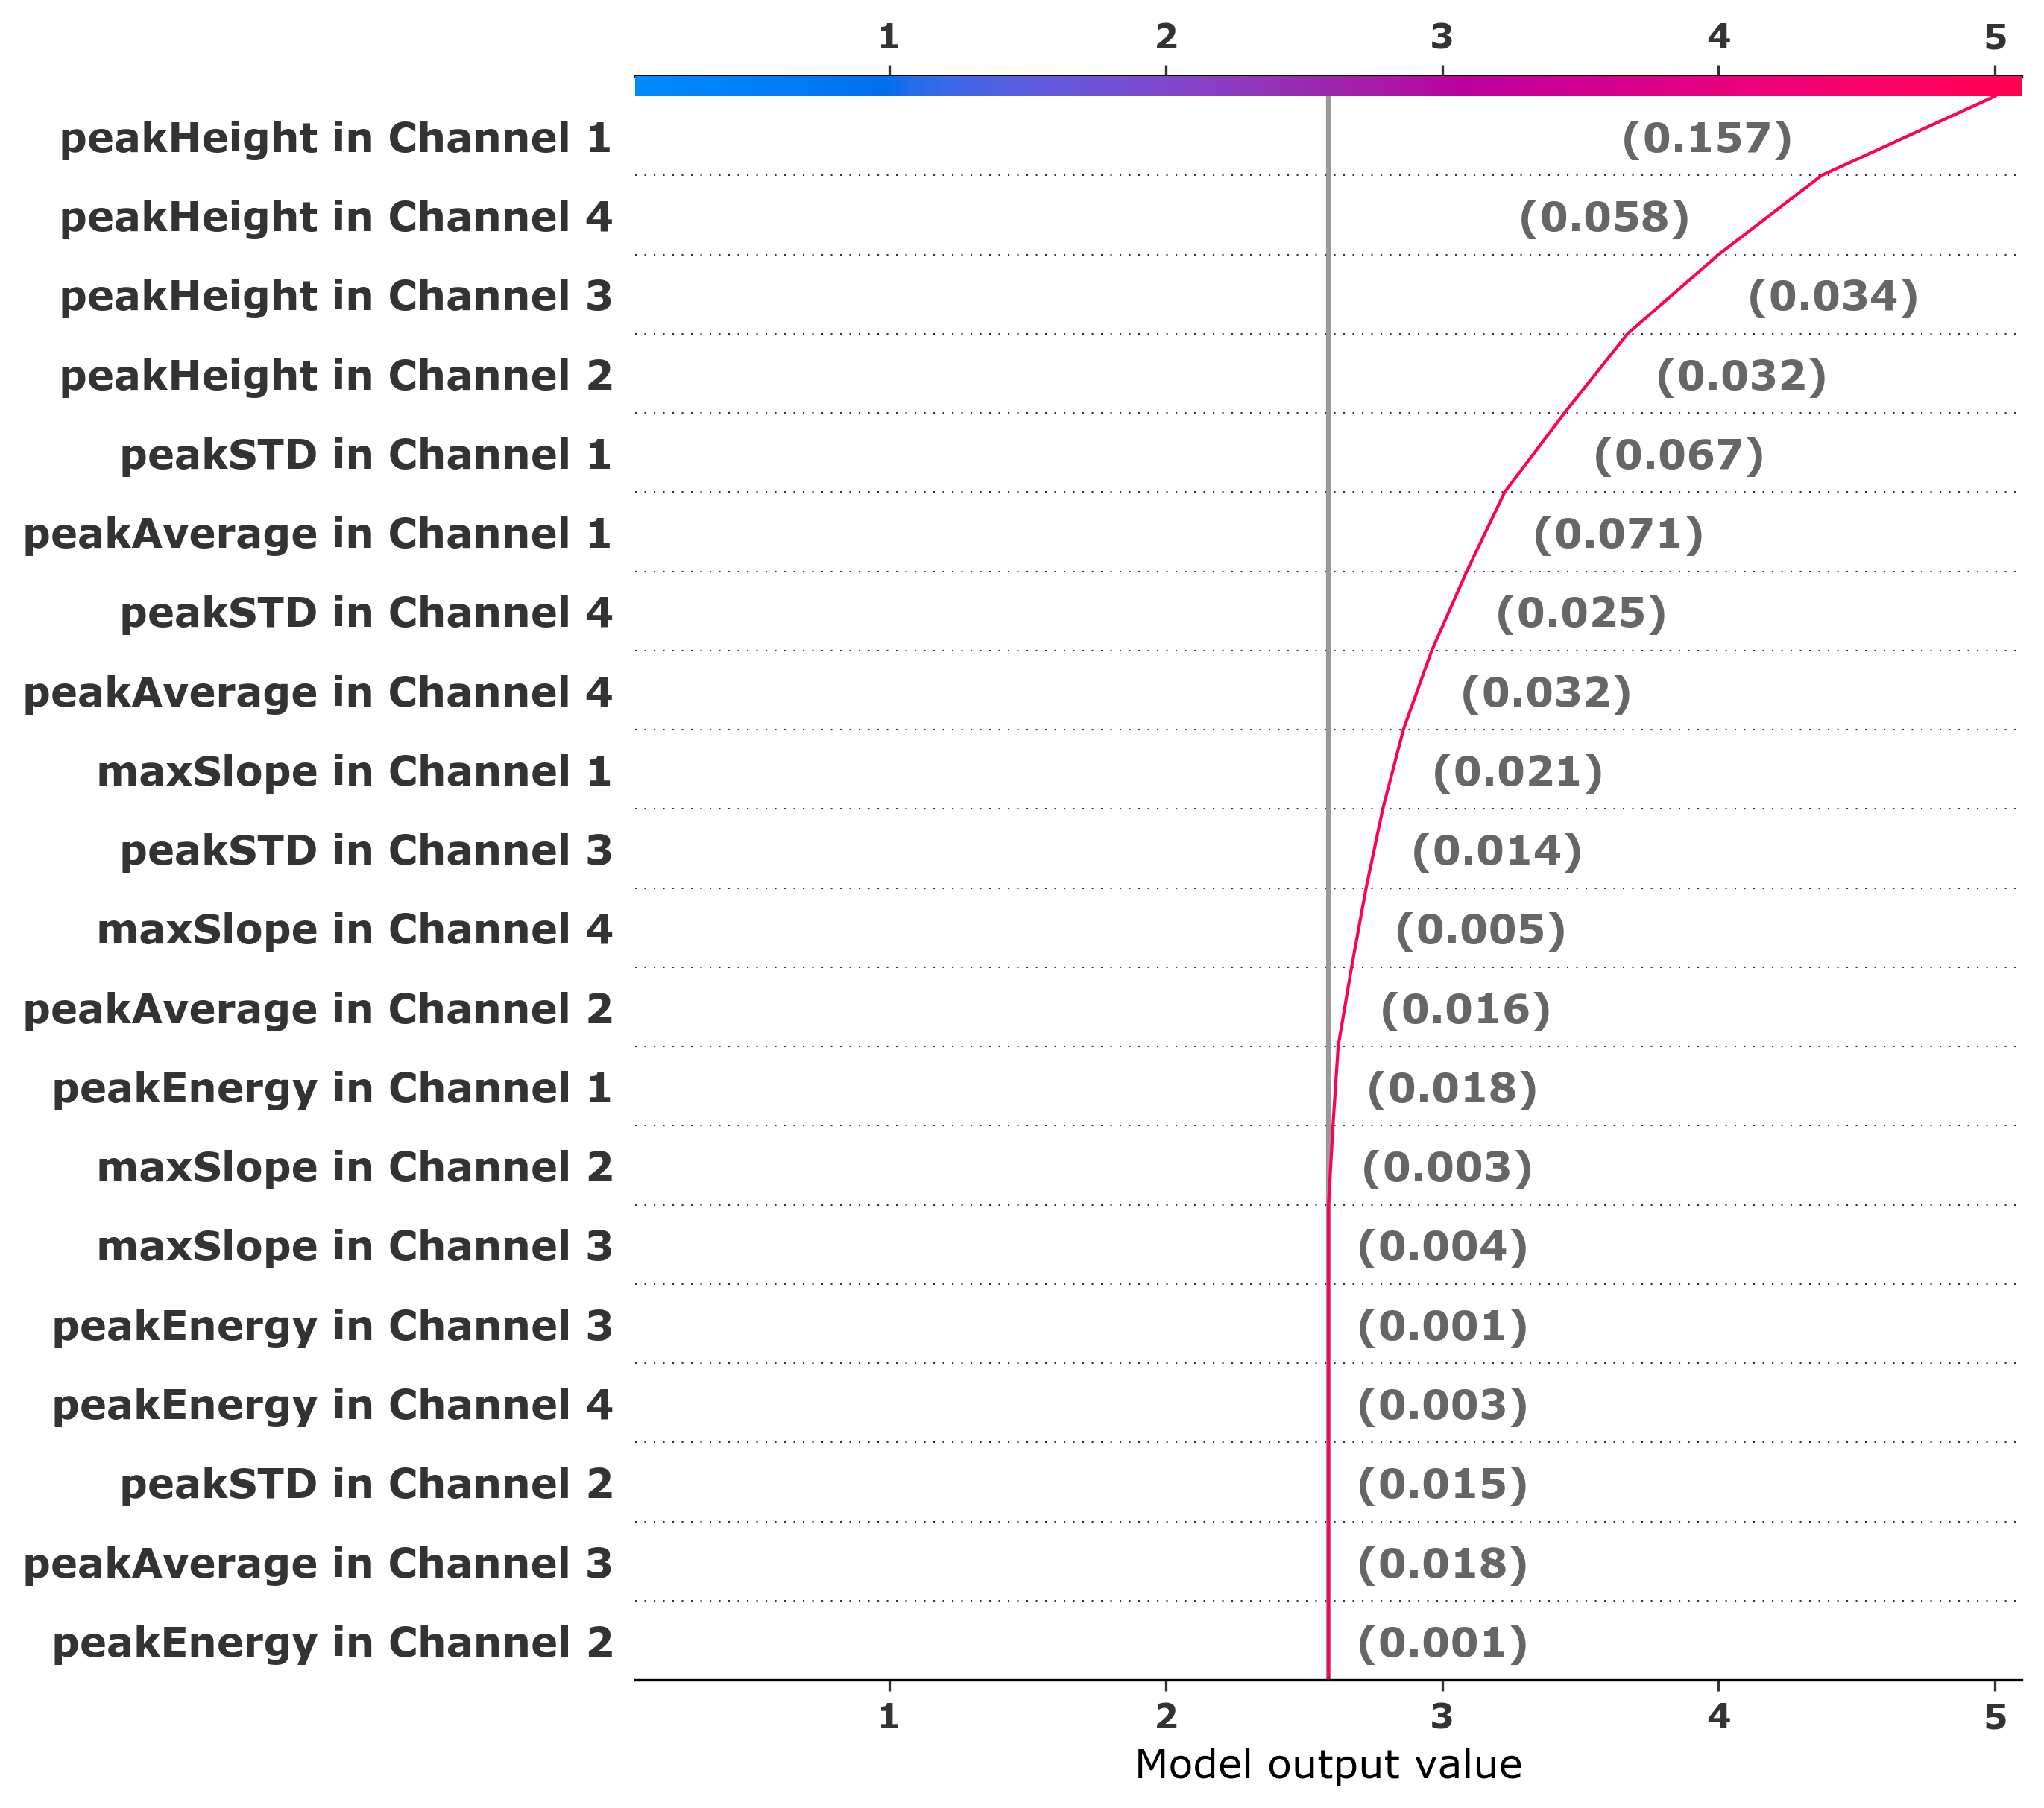 1 2 3 4 5
peakHeight in Channel 1 (0.157)
peakHeight in Channel 4 (0.058)
peakHeight in Channel 3 (0.034)
peakHeight in Channel 2 (0.032)
peakSTD in Channel 1 (0.067)
peakAverage in Channel 1 (0.071)
peakSTD in Channel 4 (0.025)
peakAverage in Channel 4 (0.032)
maxSlope in Channel 1 (0.021)
peakSTD in Channel 3 (0.014)
maxSlope in Channel 4 (0.005)
peakAverage in Channel 2 (0.016)
peakEnergy in Channel 1 (0.018)
maxSlope in Channel 2 (0.003)
maxSlope in Channel 3 (0.004)
peakEnergy in Channel 3 (0.001)
peakEnergy in Channel 4 (0.003)
peakSTD in Channel 2 (0.015)
peakAverage in Channel 3 (0.018)
peakEnergy in Channel 2 (0.001)
1 2 3 4 5
Model output value